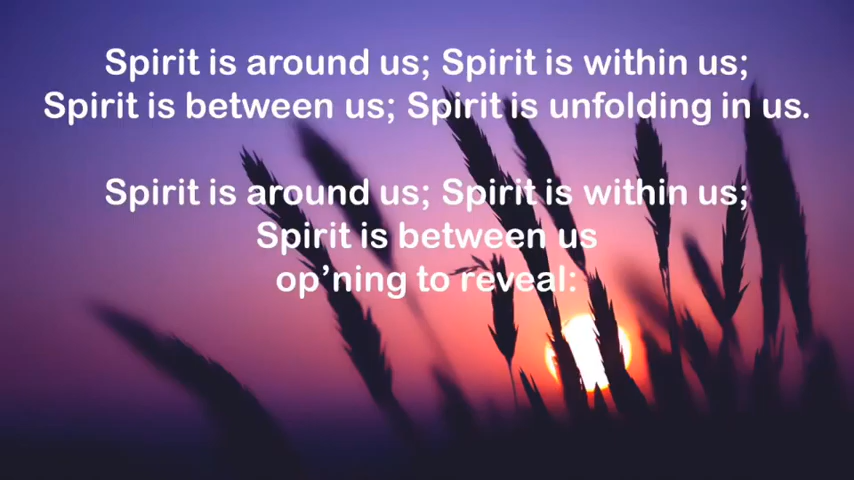 Spirit is around us; Spirit is within us;
Spirit is between us; Spirit is unfolding in us.
Spirit is around us; Spirit is within us;
Spirit is between us
op’ning to reveal: